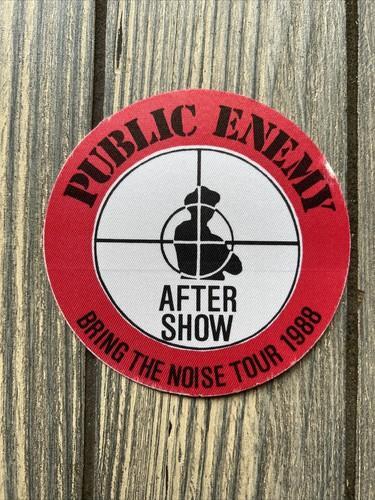 PUBLIC ENEMY
AFTER
SHOW
BRING THE NOISE TOUR 1988